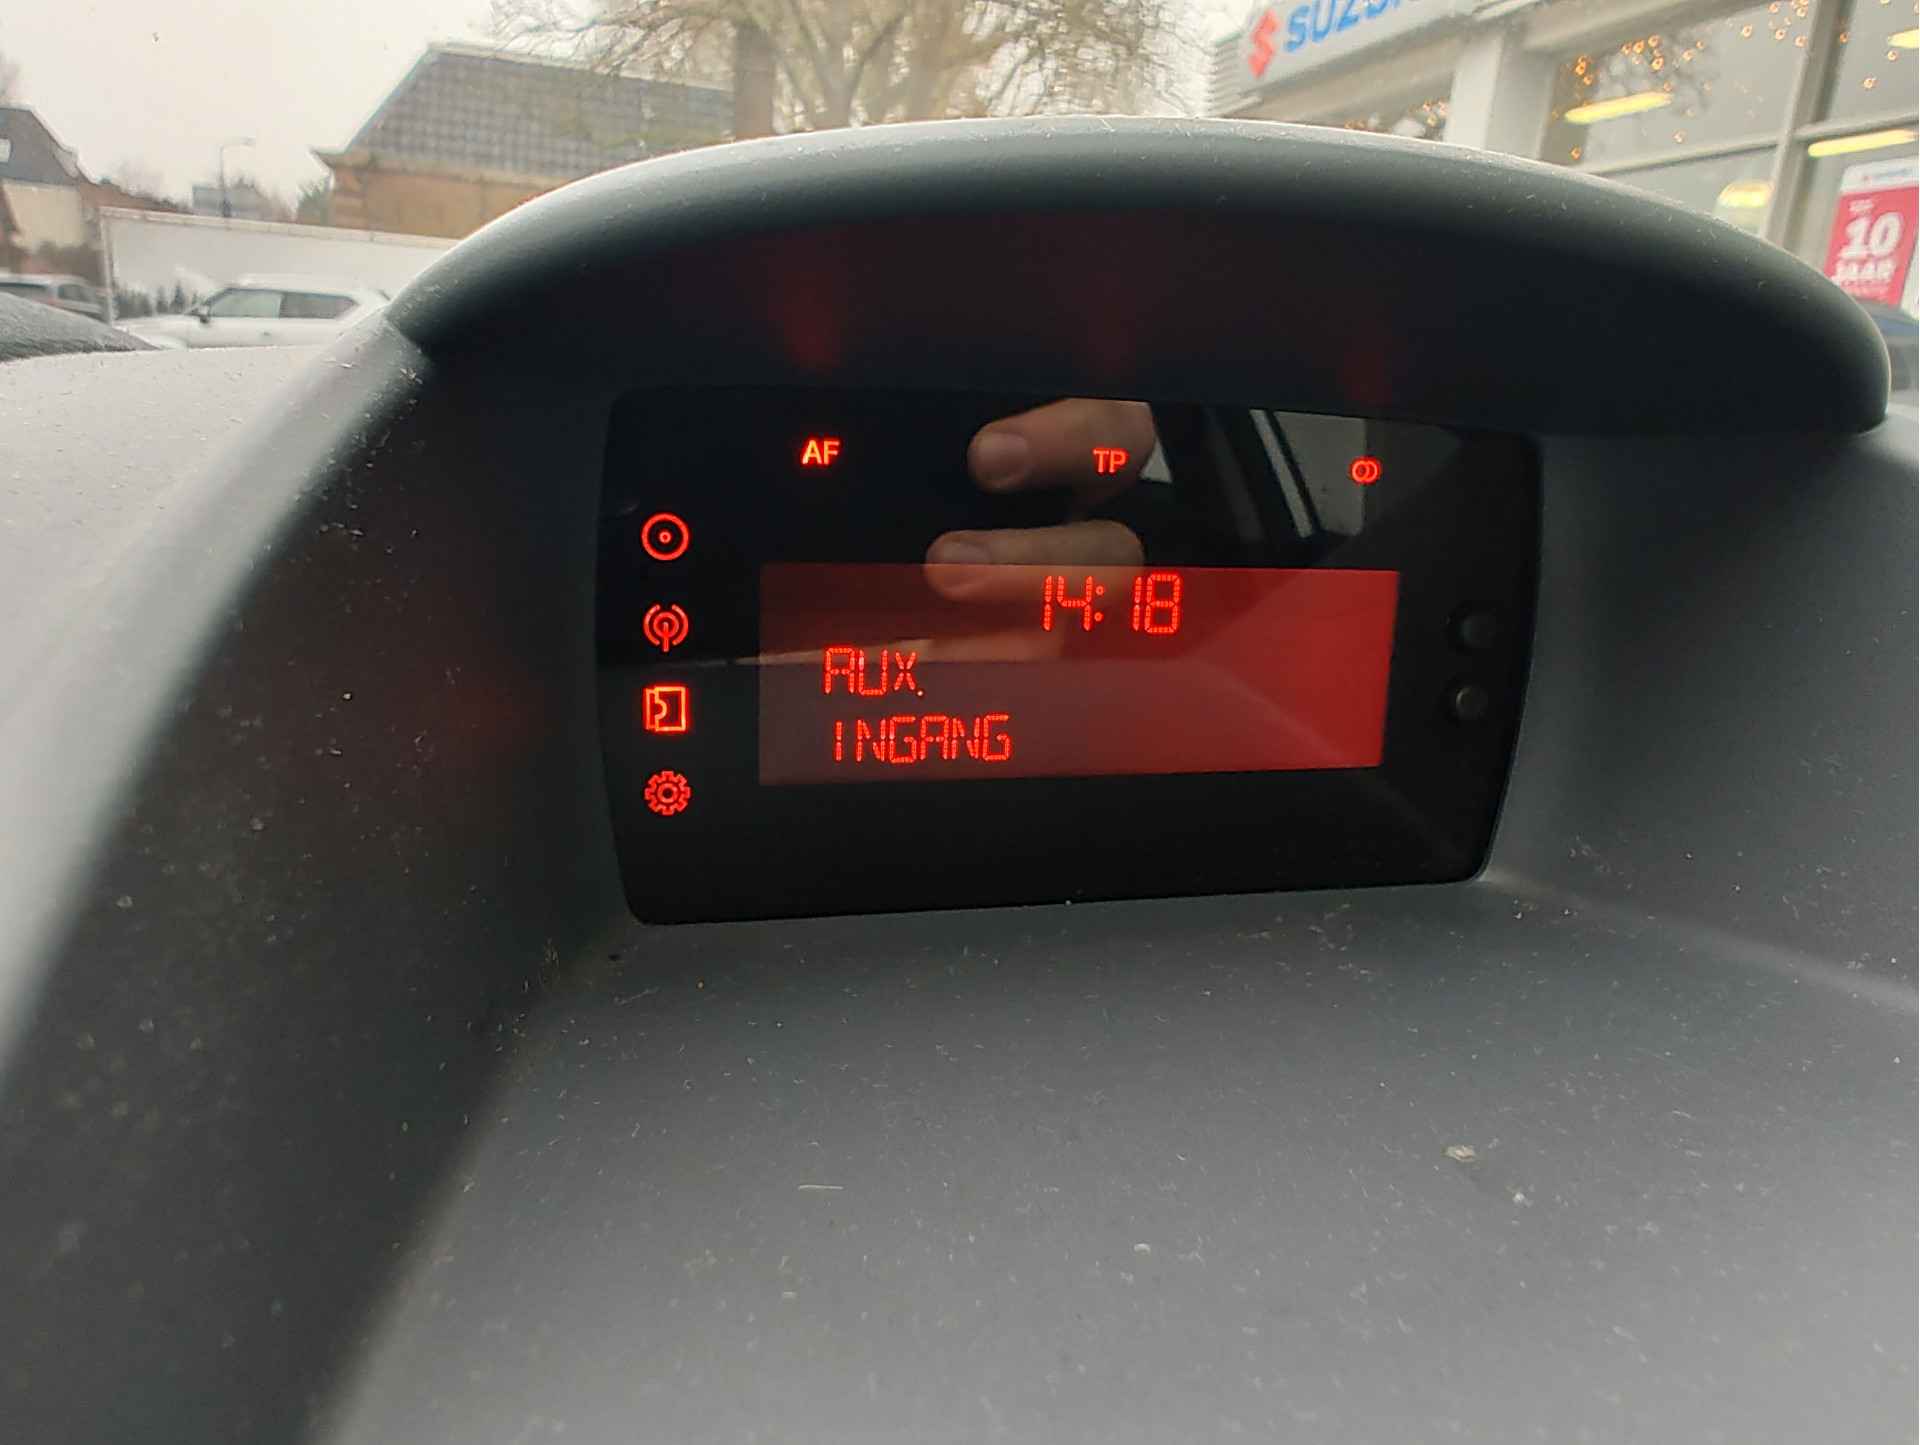 SUZU
10
JAAR
AF
TP
14:18
AUX.
INGANG